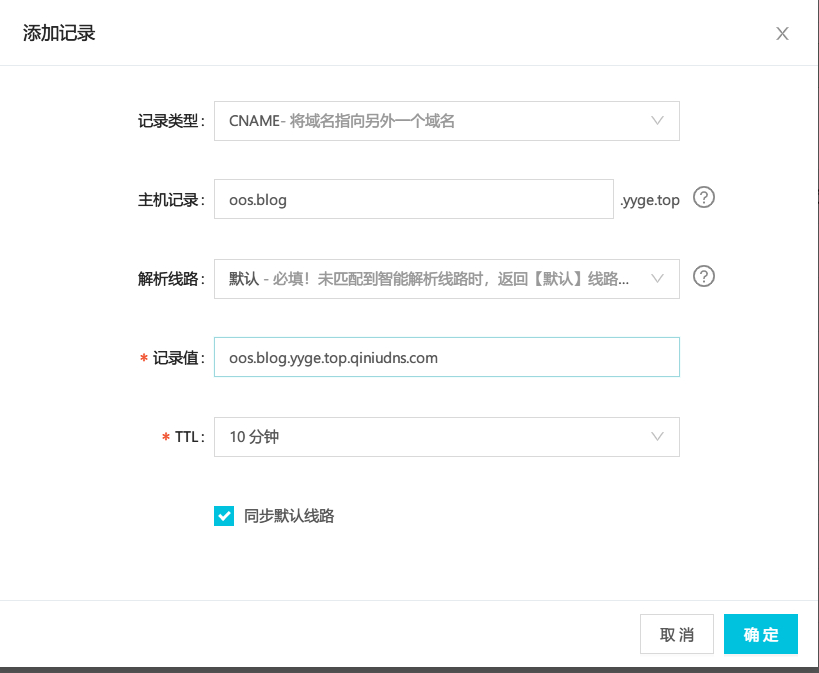 添加记录
记录类型： CNAME- 将域名指向另外一个域名
主机记录： oos.blog .yyge.top ?
解析线路： 默认 - 必填！未匹配到智能解析线路时，返回【默认】线路... ?
* 记录值： oos.blog.yyge.top.qiniudns.com
* TTL： 10 分钟
同步默认线路
取 消 确 定